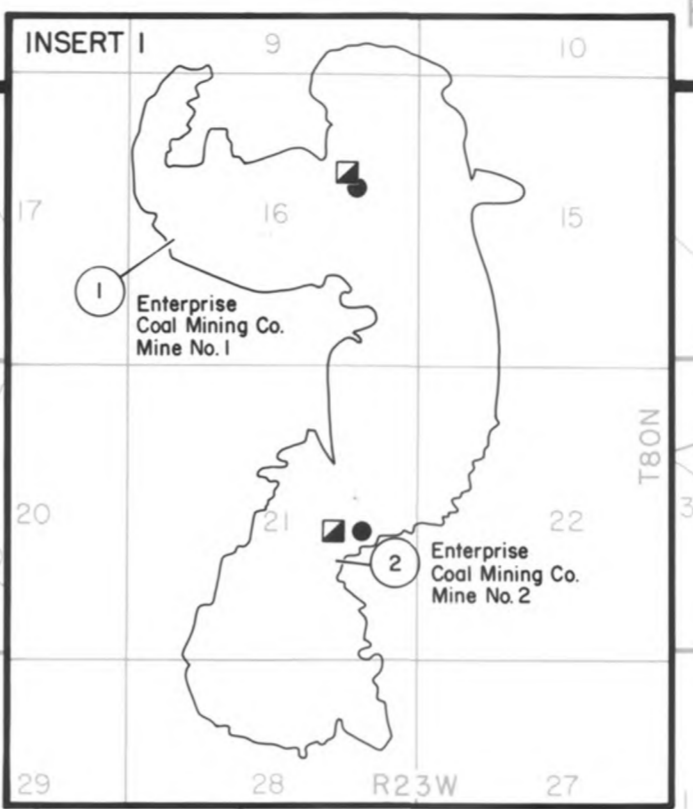 INSERT I
9
10
17
16
15
1
Enterprise
Coal Mining Co.
Mine No. 1
T80N
20
21
22
3
2
Enterprise
Coal Mining Co.
Mine No. 2
29
28
R23W
27